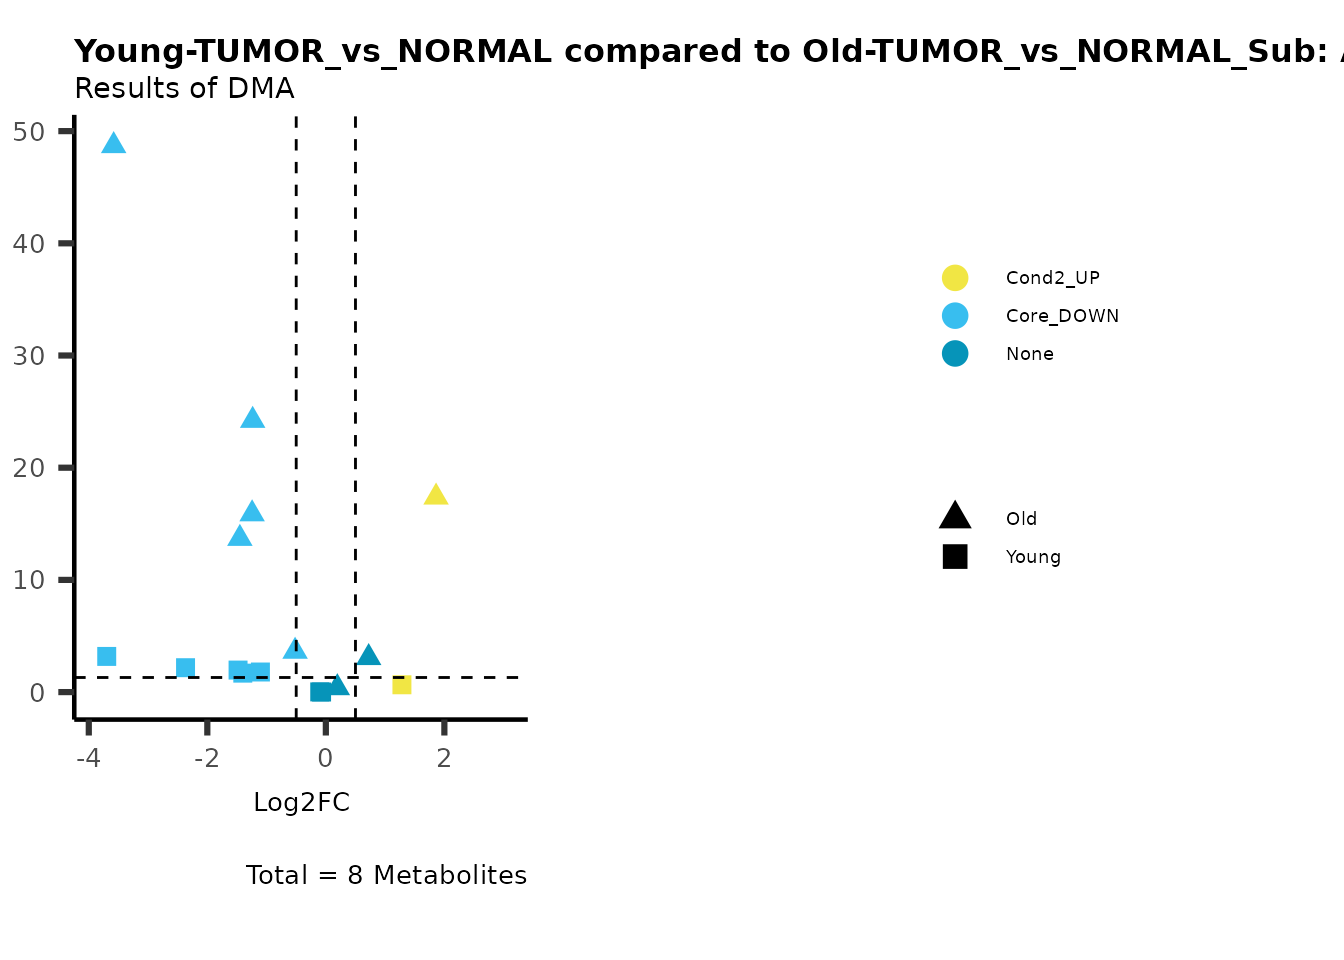 Young-TUMOR_vs_NORMAL compared to Old-TUMOR_vs_NORMAL_Sub:
Results of DMA
50
40
30
20
10
0
Cond2_UP
Core_DOWN
None
Old
Young
-4 -2 0 2
Log2FC
Total = 8 Metabolites